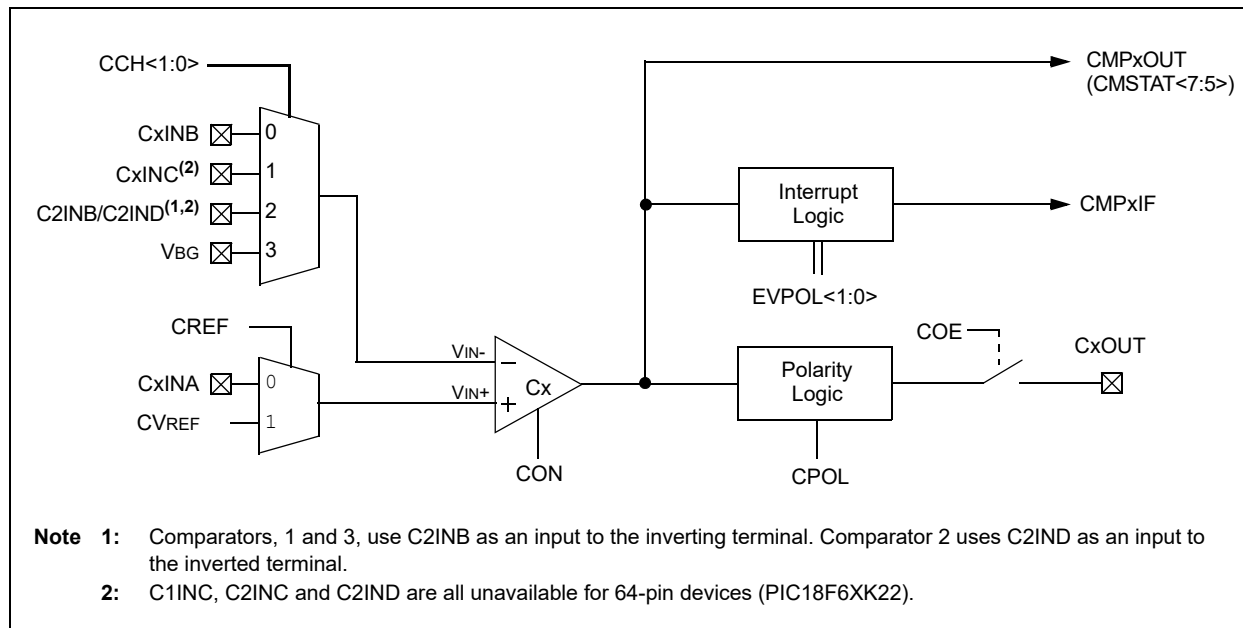 CCH<1:0>
CMPxOUT
(CMSTAT<7:5>)
CxINB
0
CxINC(2)
1
Interrupt
Logic
C2INB/C2IND(1,2)
2
CMPxIF
VBG
3
EVPOL<1:0>
CREF
COE
CxOUT
VIN-
−
CxINA
0
Cx
Polarity
Logic
VIN+
+
CVREF
1
CON
CPOL
Note 1: Comparators, 1 and 3, use C2INB as an input to the inverting terminal. Comparator 2 uses C2IND as an input to
the inverted terminal.
2: C1INC, C2INC and C2IND are all unavailable for 64-pin devices (PIC18F6XK22).